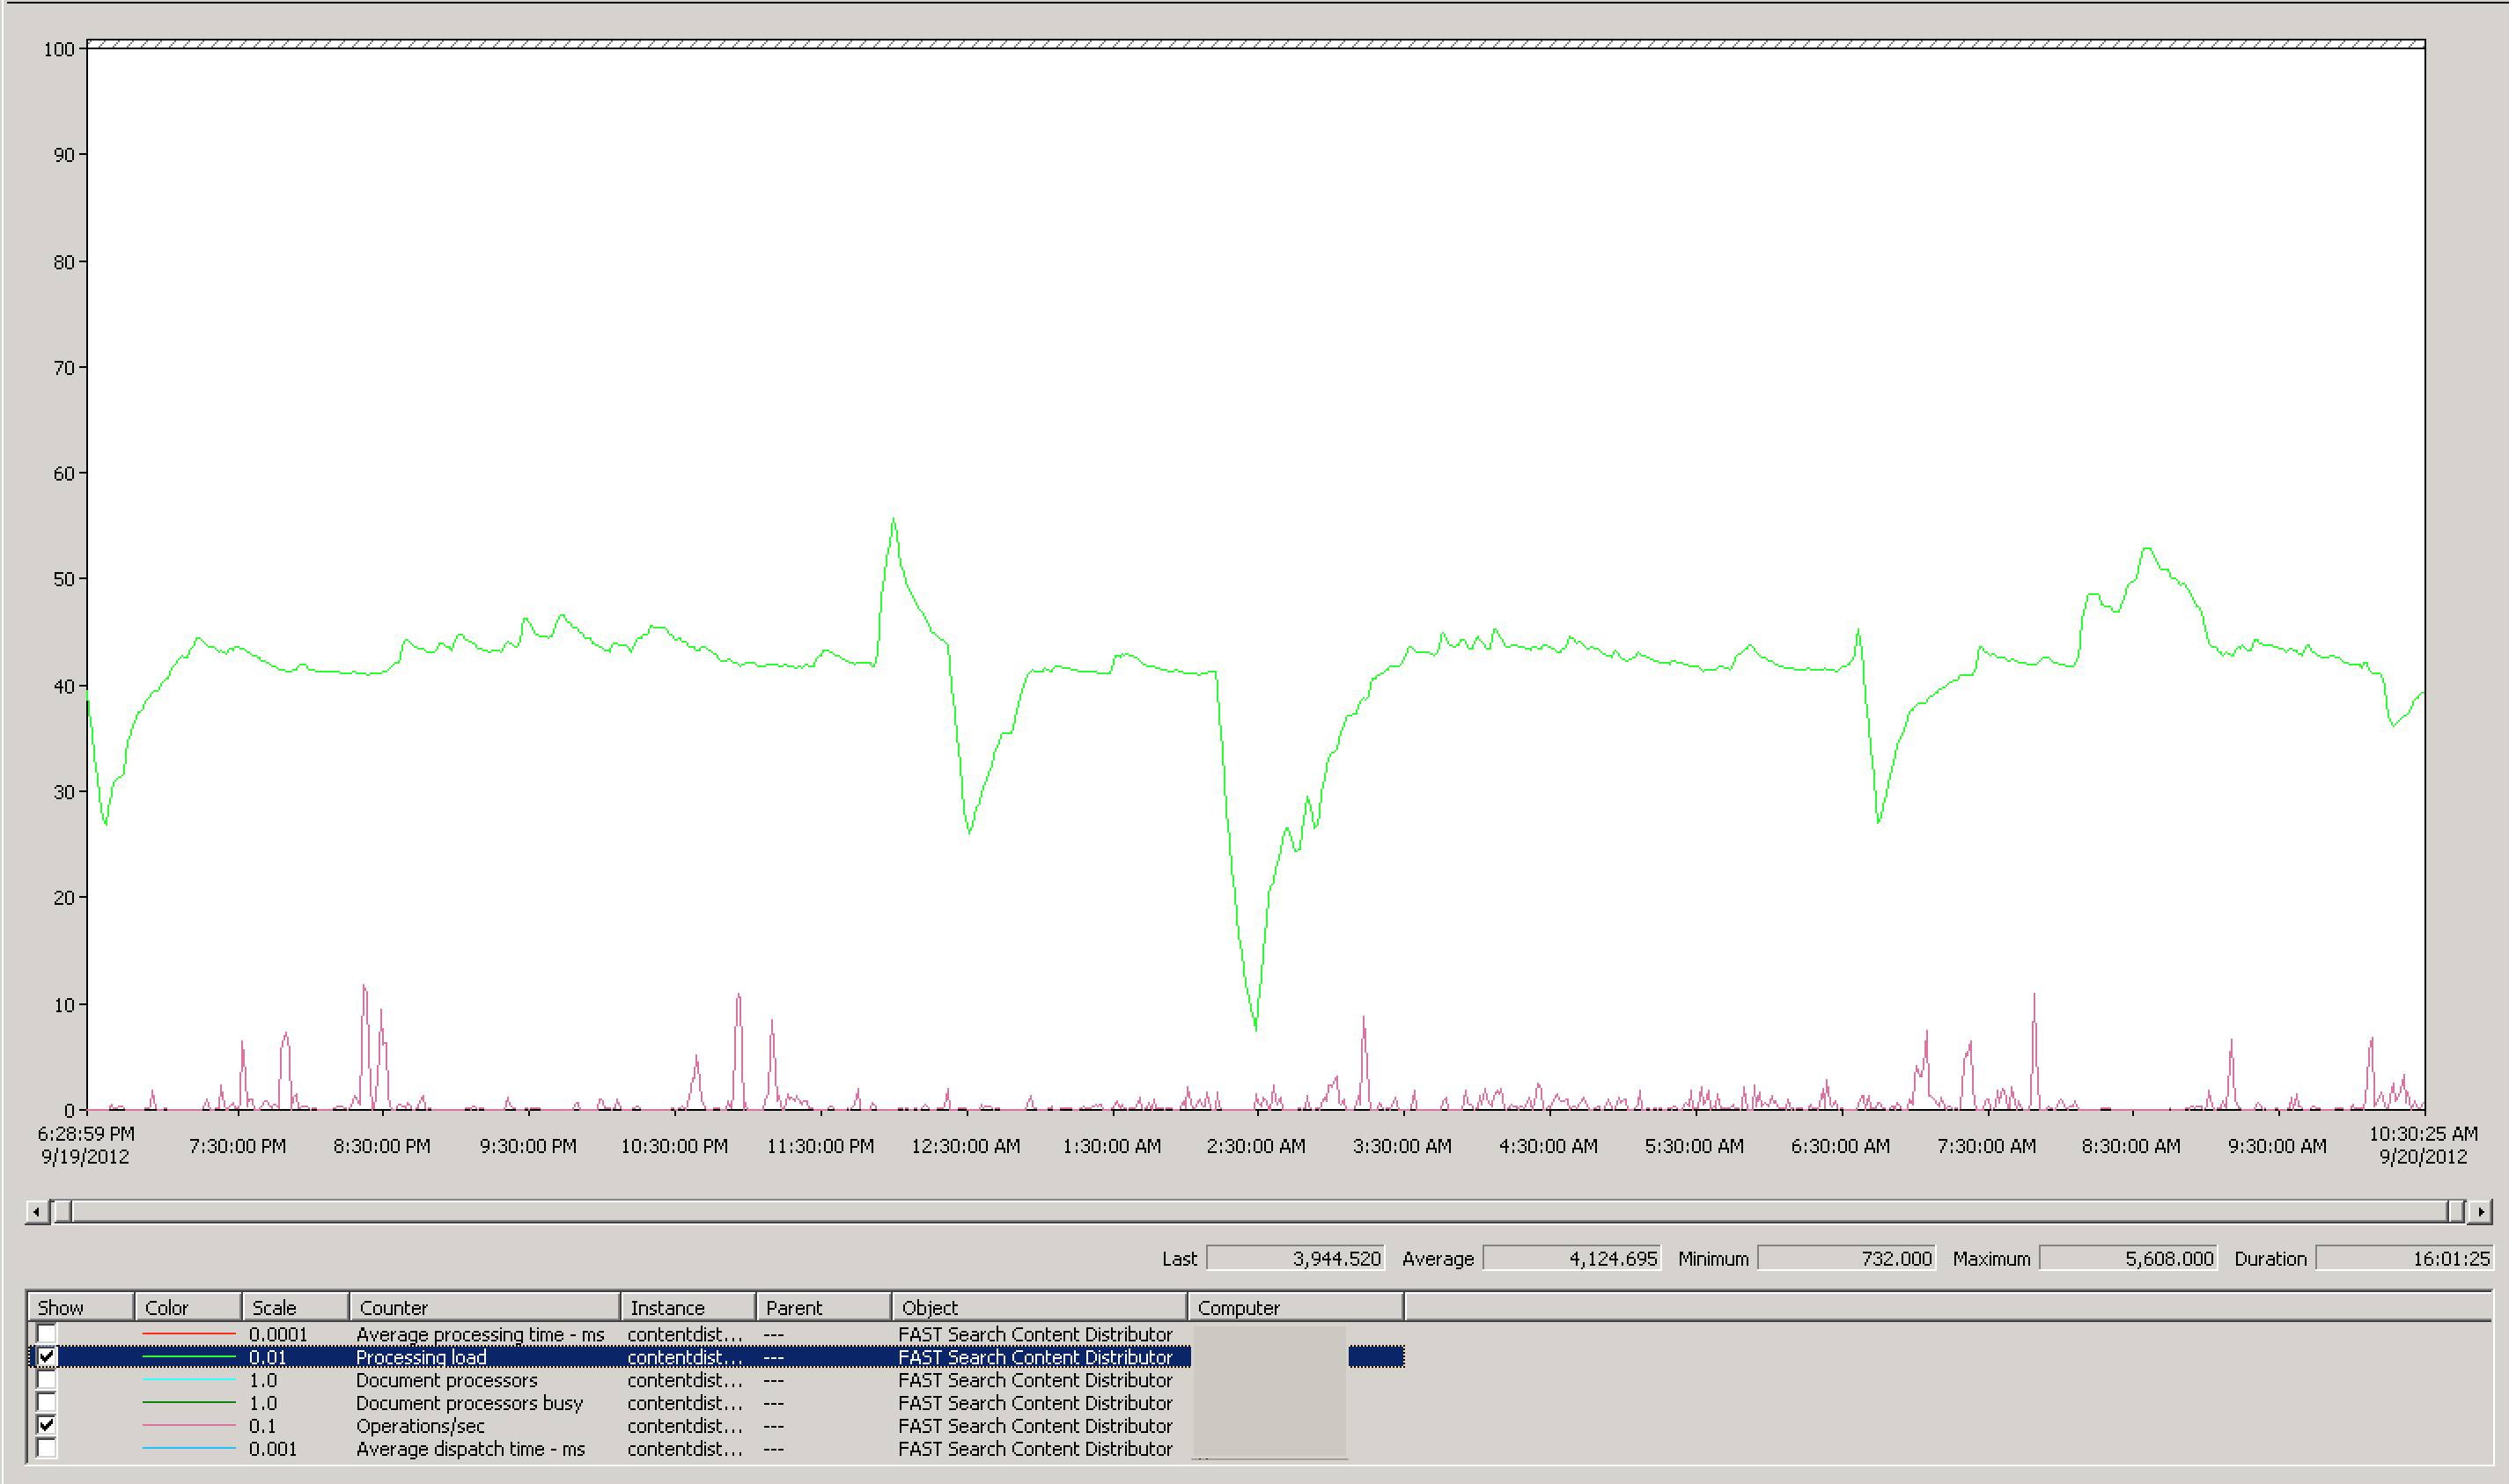 100
90
80
70
60
50
40
30
20
10
0
6:28:59 PM 7:30:00 PM 8:30:00 PM 9:30:00 PM 10:30:00 PM 11:30:00 PM 12:30:00 AM 1:30:00 AM 2:30:00 AM 3:30:00 AM 4:30:00 AM 5:30:00 AM 6:30:00 AM 7:30:00 AM 8:30:00 AM 9:30:00 AM 10:30:25 AM
9/19/2012 9/20/2012
Last 3,944.520 Average 4,124.695 Minimum 732.000 Maximum 5,608.000 Duration 16:01:25
Show Color Scale Counter Instance Parent Object Computer
0.0001 Average processing time - ms contentdist... --- FAST Search Content Distributor
0.01 Processing load contentdist... --- FAST Search Content Distributor
1.0 Document processors contentdist... --- FAST Search Content Distributor
1.0 Document processors busy contentdist... --- FAST Search Content Distributor
0.1 Operations/sec contentdist... --- FAST Search Content Distributor
0.001 Average dispatch time - ms contentdist... --- FAST Search Content Distributor